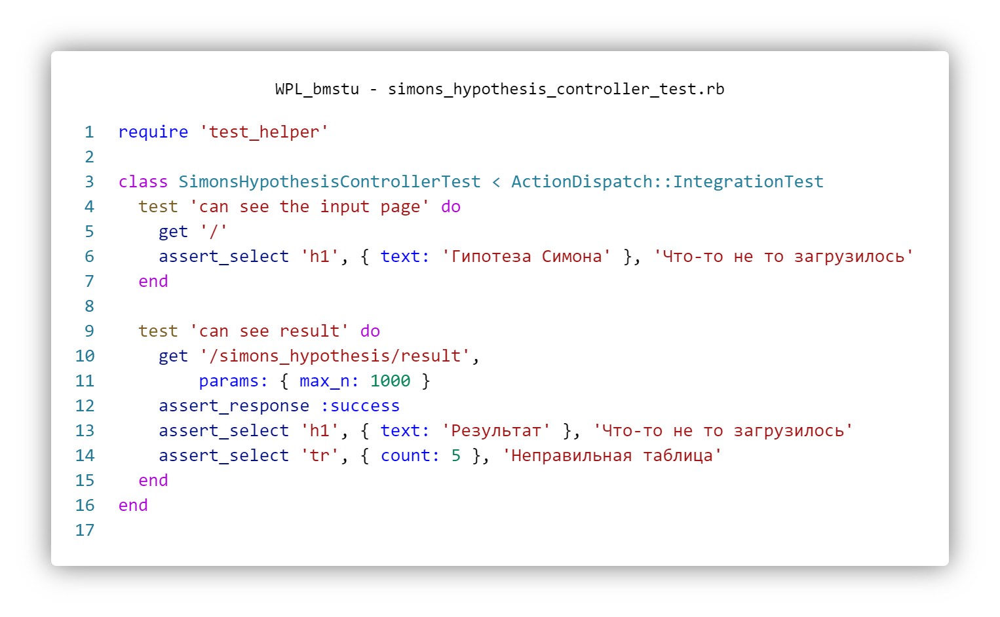 WPL_bmstu - simons_hypothesis_controller_test.rb
1 require 'test_helper'
2
3 class SimonsHypothesisControllerTest < ActionDispatch::IntegrationTest
4   test 'can see the input page' do
5     get '/'
6     assert_select 'h1', { text: 'Гипотеза Симона' }, 'Что-то не то загрузилось'
7   end
8
9   test 'can see result' do
10     get '/simons_hypothesis/result',
11         params: { max_n: 1000 }
12     assert_response :success
13     assert_select 'h1', { text: 'Результат' }, 'Что-то не то загрузилось'
14     assert_select 'tr', { count: 5 }, 'Неправильная таблица'
15   end
16 end
17